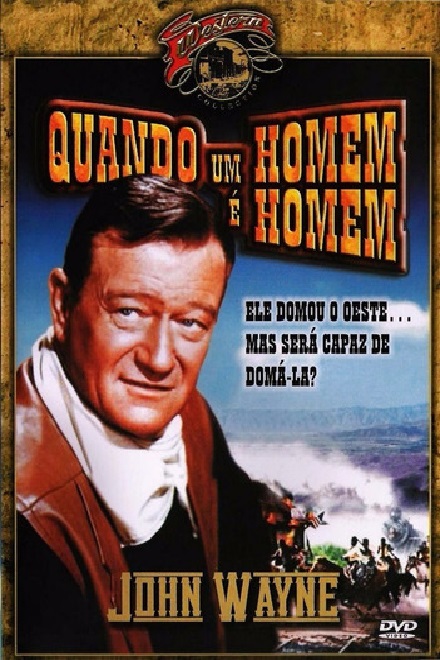 Western
COLLECTION
QUANDO UM HOMEM
É HOMEM
ELE DOMOU O OESTE...
MAS SERÁ CAPAZ DE
DOMÁ-LA?
JOHN WAYNE
DVD
VIDEO